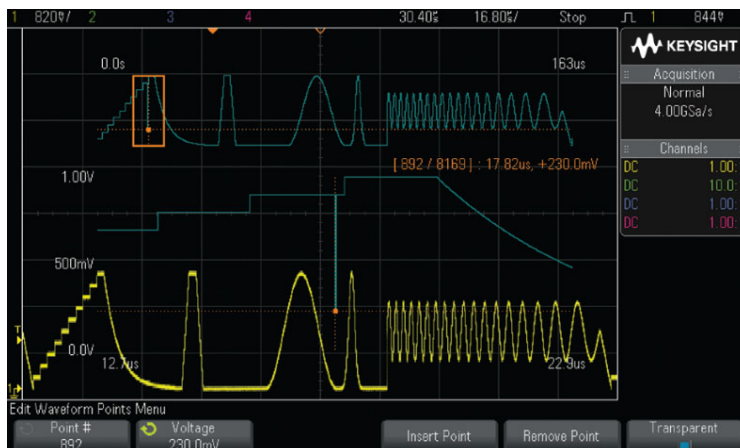 1 820V/ 2 3 4 30.40s 16.80s/ Stop 1 844V
KEYSIGHT
Acquisition
Normal
4.00GSa/s
Channels
DC 1.00:
DC 10.0:
DC 1.00:
DC 1.00:
0.0s 163us
[ 892 / 8169 ] : 17.82us, +230.0mV
1.00V
500mV
T
0.0V
12.7us 22.9us
Edit Waveform Points Menu
Point #
892
Voltage
230.0mV
Insert Point
Remove Point
Transparent